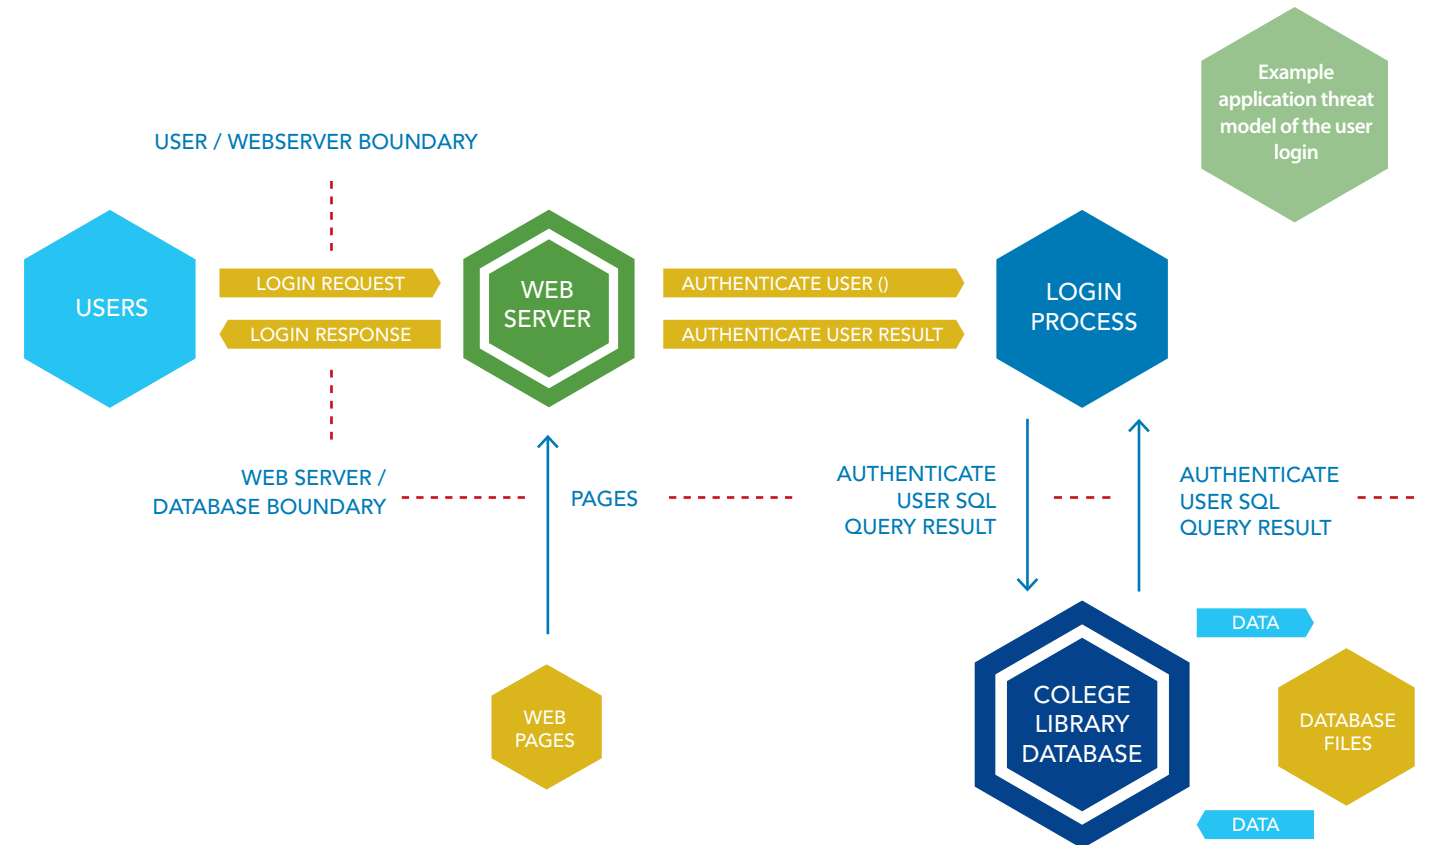 Example
application threat
model of the user
login
USER / WEBSERVER BOUNDARY
USERS
LOGIN REQUEST
LOGIN RESPONSE
WEB
SERVER
AUTHENTICATE USER ()
AUTHENTICATE USER RESULT
LOGIN
PROCESS
WEB SERVER /
DATABASE BOUNDARY
PAGES
AUTHENTICATE
USER SQL
QUERY RESULT
AUTHENTICATE
USER SQL
QUERY RESULT
WEB
PAGES
COLEGE
LIBRARY
DATABASE
DATA
DATABASE
FILES
DATA